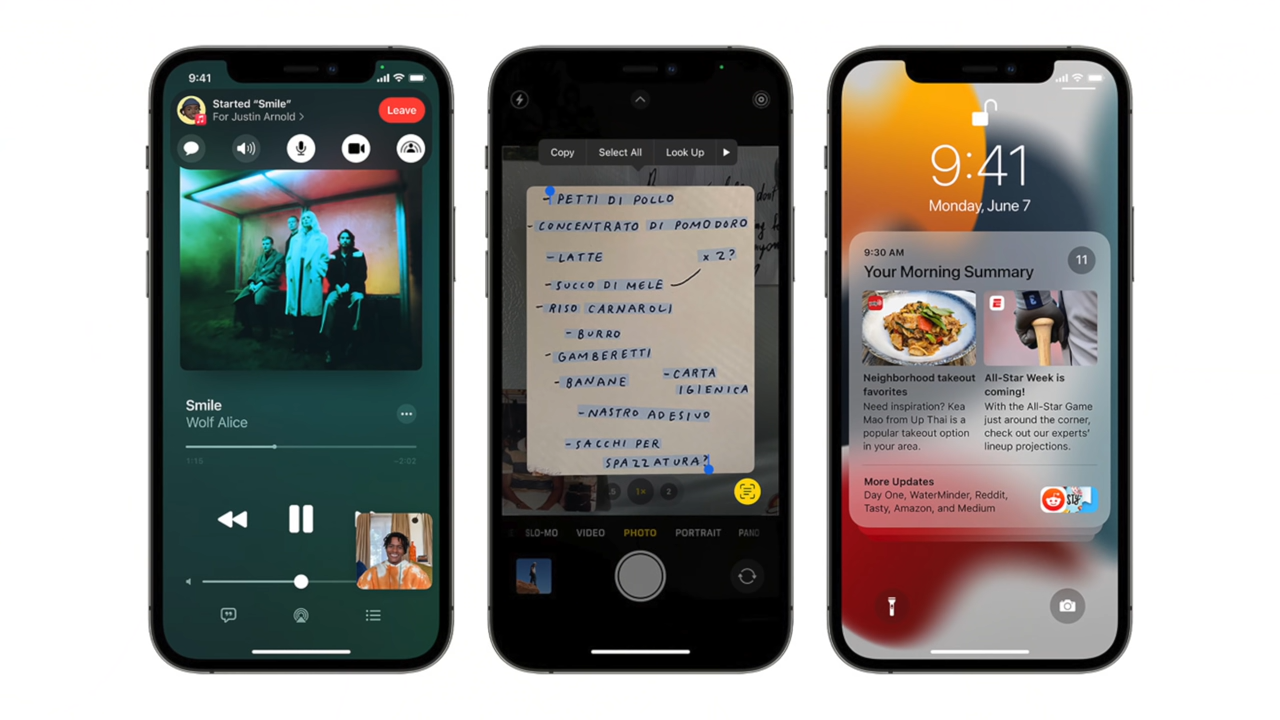 9:41
Started “Smile”
For Justin Arnold >
Leave
Smile
Wolf Alice
1:15
-2:02
Copy
Select All
Look Up
-PETTI DI POLLO
-CONCENTRATO DI POMODORO
-LATTE
x 2?
-SUCCO DI MELE
-RISO CARNAROLI
-BURRO
-GAMBERETTI
-BANANE
-CARTA
IGIENICA
-NASTRO ADESIVO
-SACCHI PER
SPAZZATURA?
1×
2
SLO-MO
VIDEO
PHOTO
PORTRAIT
PANO
9:41
Monday, June 7
9:30 AM
Your Morning Summary
11
Neighborhood takeout
favorites
Need inspiration? Kea
Mao from Up Thai is a
popular takeout option
in your area.
All-Star Week is
coming!
With the All-Star Game
just around the corner,
check out our experts’
lineup projections.
More Updates
Day One, WaterMinder, Reddit,
Tasty, Amazon, and Medium